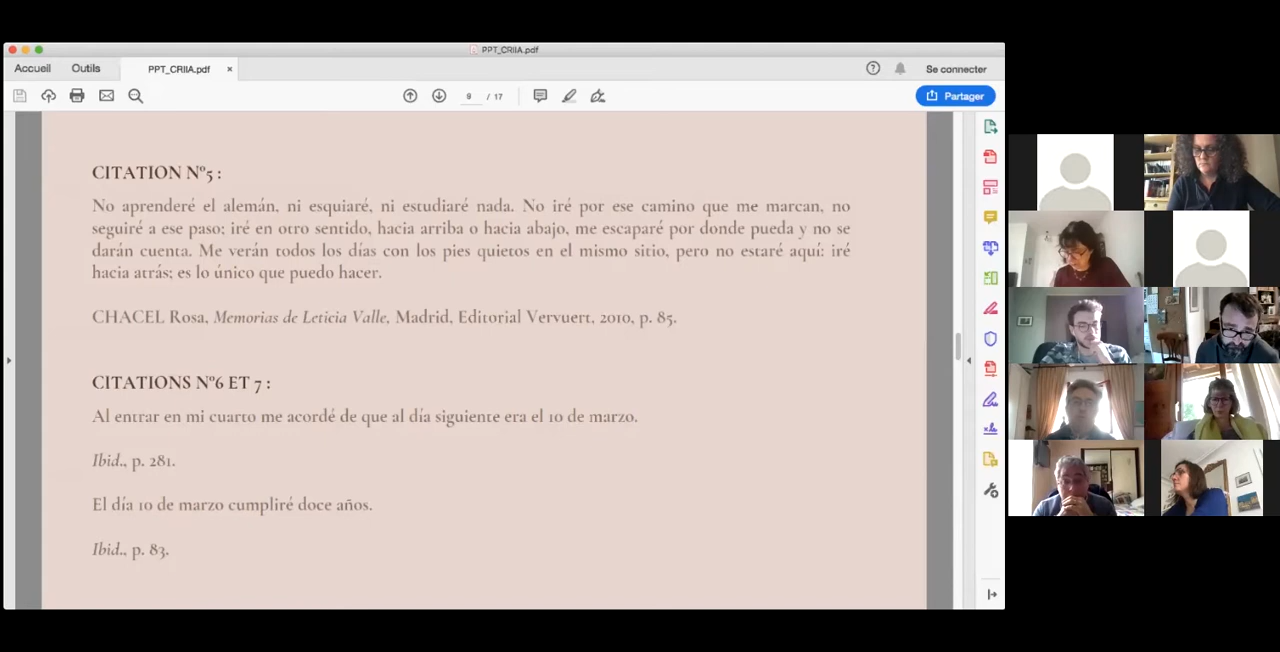 PPT_CRIIA.pdf
Accueil Outils PPT_CRIIA.pdf × Se connecter
9 / 17 Partager
CITATION Nº5 :
No aprenderé el alemán, ni esquiaré, ni estudiaré nada. No iré por ese camino que me marcan, no
seguiré a ese paso; iré en otro sentido, hacia arriba o hacia abajo, me escaparé por donde pueda y no se
darán cuenta. Me verán todos los días con los pies quietos en el mismo sitio, pero no estaré aquí: iré
hacia atrás; es lo único que puedo hacer.
CHACEL Rosa, Memorias de Leticia Valle, Madrid, Editorial Vervuert, 2010, p. 85.
CITATIONS Nº6 ET 7 :
Al entrar en mi cuarto me acordé de que al día siguiente era el 10 de marzo.
Ibid., p. 281.
El día 10 de marzo cumpliré doce años.
Ibid., p. 83.